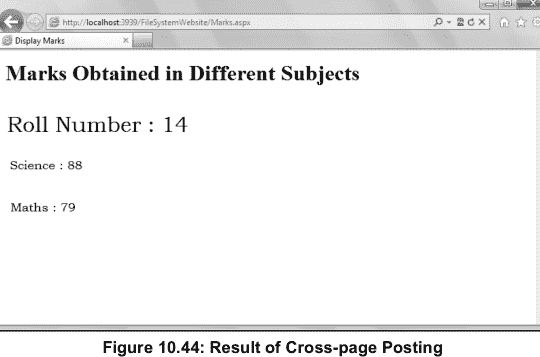 http://localhost:3939/FileSystemWebsite/Marks.aspx
Display Marks
Marks Obtained in Different Subjects
Roll Number : 14
Science : 88
Maths : 79
Figure 10.44: Result of Cross-page Posting